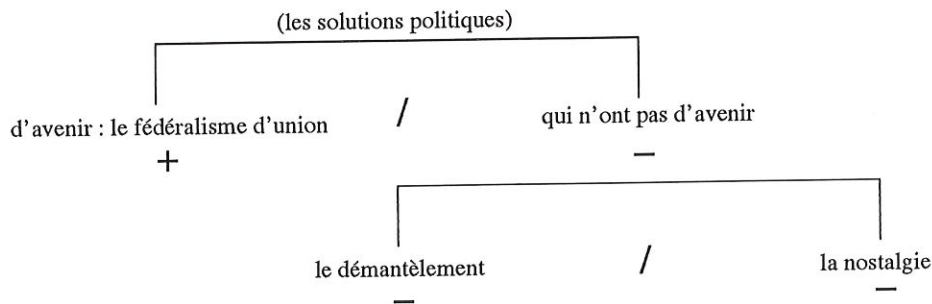 (les solutions politiques)
d'avenir : le fédéralisme d'union / qui n'ont pas d'avenir
+ −
le démantèlement / la nostalgie
− −